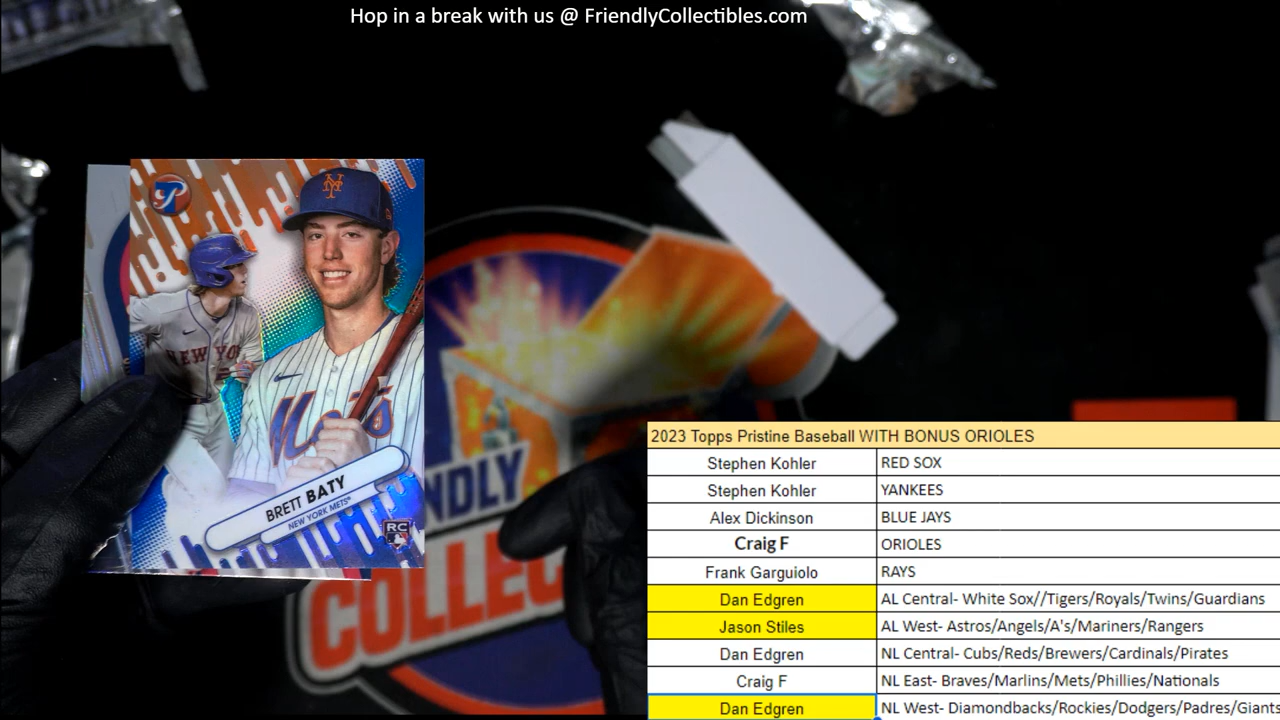 Hop in a break with us @ FriendlyCollectibles.com
NY
P
NEW YO
Mets
BRETT BATY
NEW YORK METS
RC
NDLY
COLLEC
2023 Topps Pristine Baseball WITH BONUS ORIOLES
Stephen Kohler RED SOX
Stephen Kohler YANKEES
Alex Dickinson BLUE JAYS
Craig F ORIOLES
Frank Garguiolo RAYS
Dan Edgren AL Central- White Sox//Tigers/Royals/Twins/Guardians
Jason Stiles AL West- Astros/Angels/A's/Mariners/Rangers
Dan Edgren NL Central- Cubs/Reds/Brewers/Cardinals/Pirates
Craig F NL East- Braves/Marlins/Mets/Phillies/Nationals
Dan Edgren NL West- Diamondbacks/Rockies/Dodgers/Padres/Giants